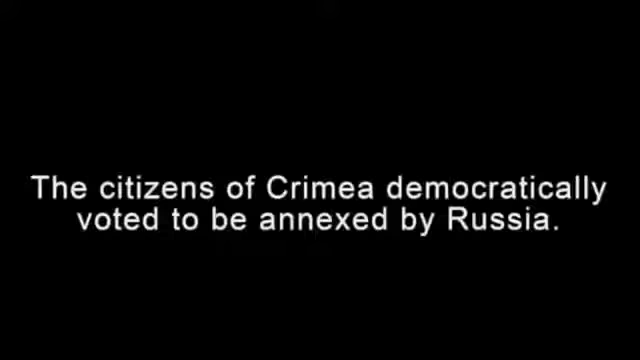 The citizens of Crimea democratically
voted to be annexed by Russia.